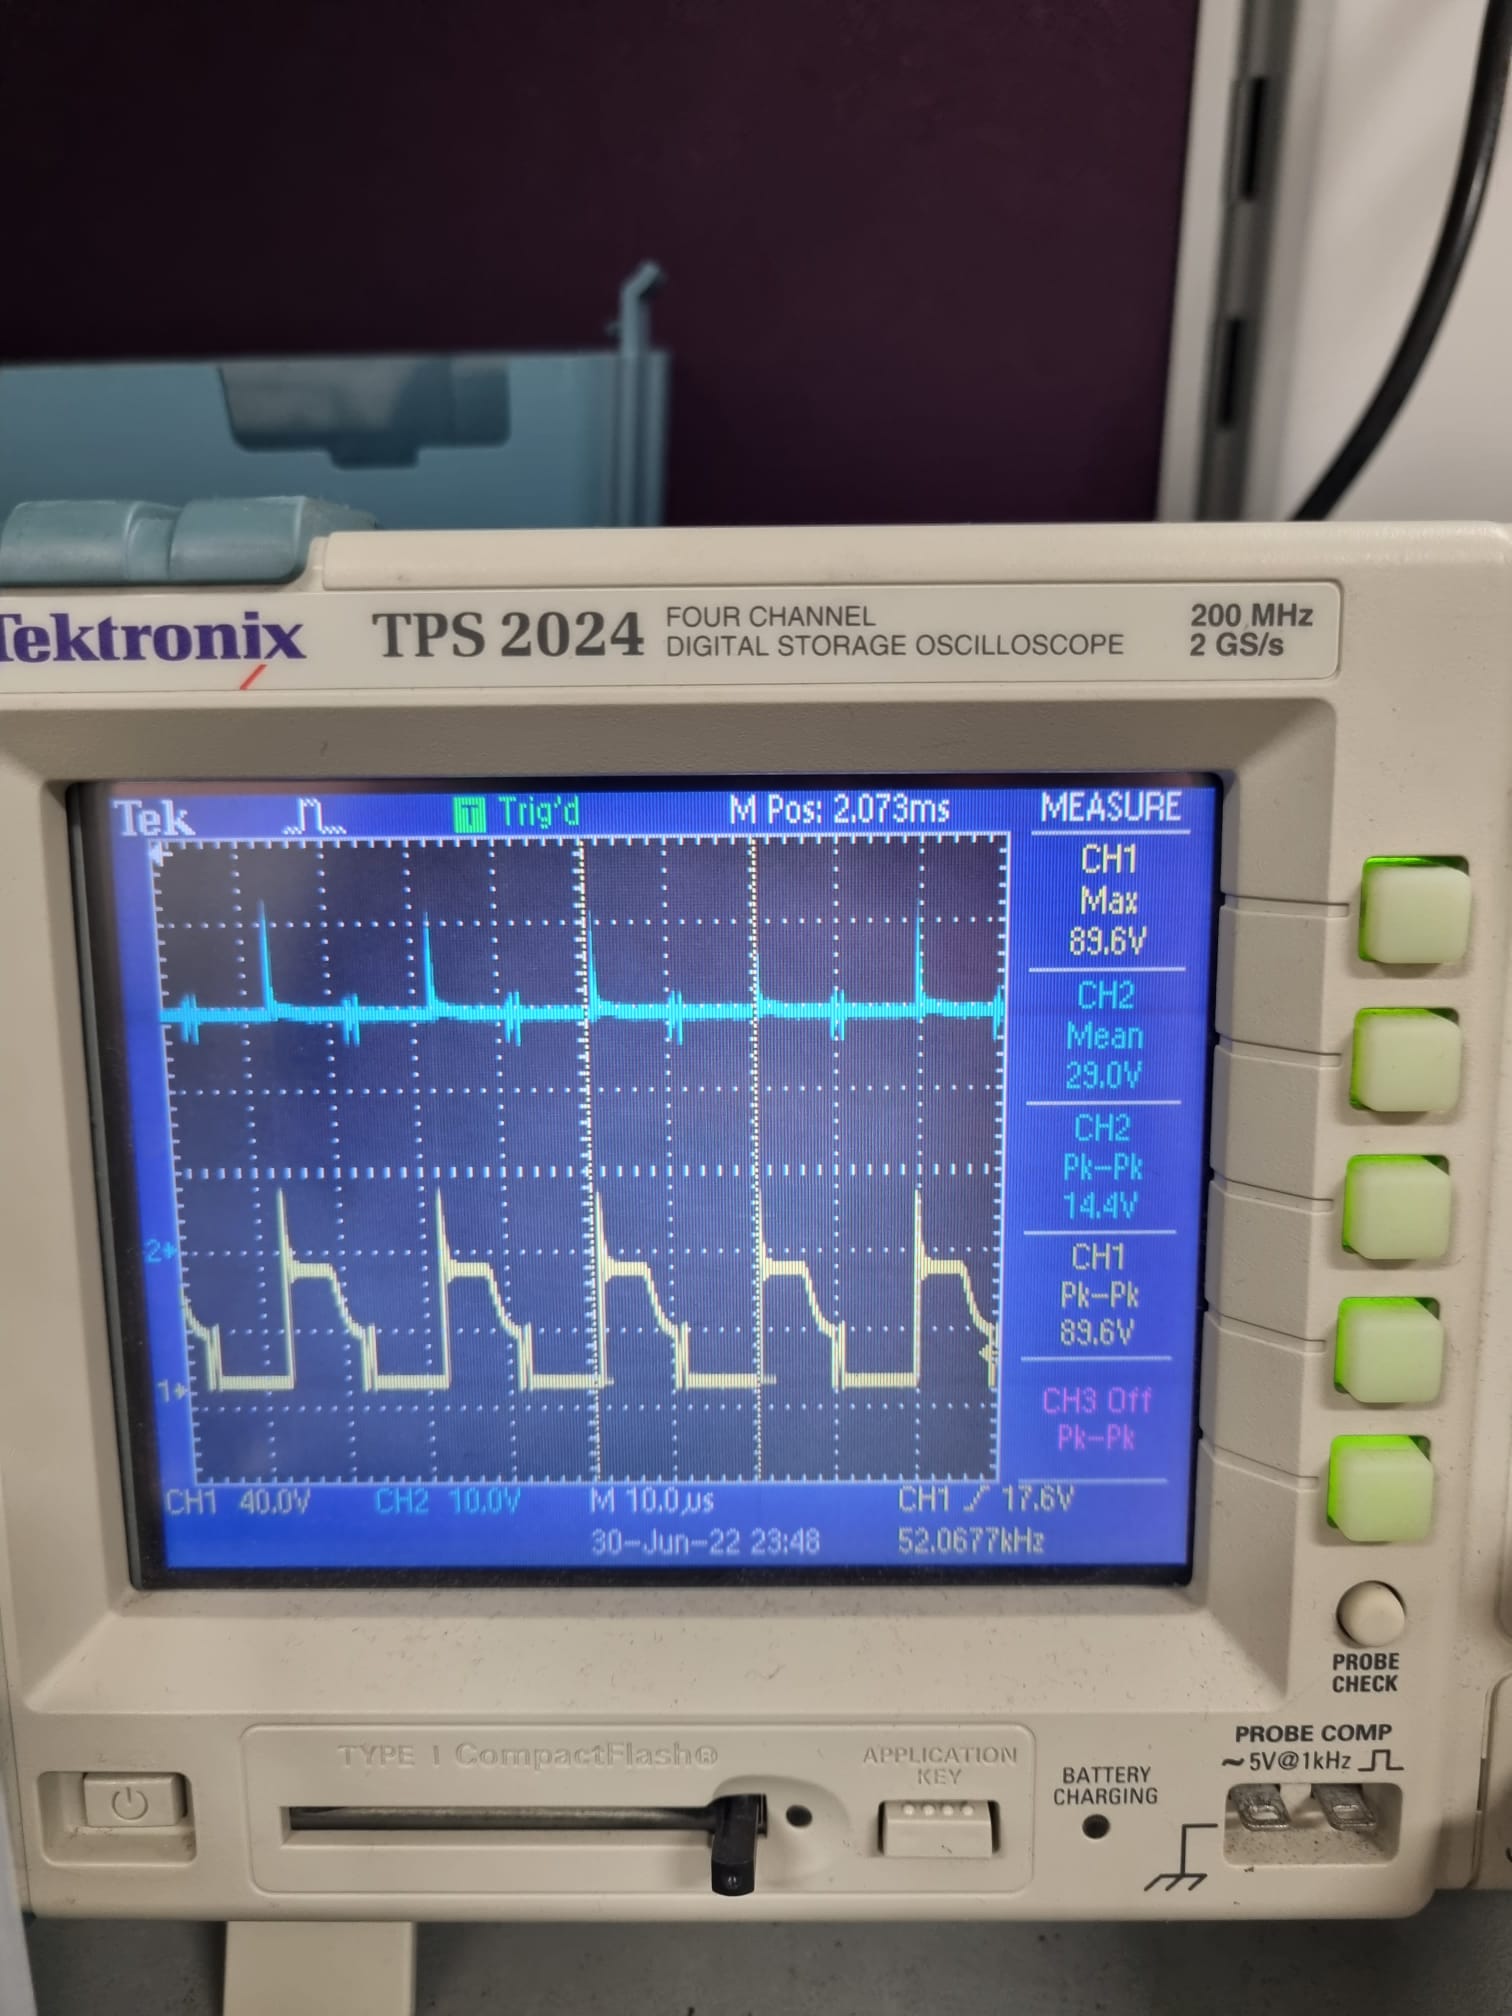 Tektronix TPS 2024 FOUR CHANNEL DIGITAL STORAGE OSCILLOSCOPE 200 MHz 2 GS/s
Tek T Trig'd M Pos: 2.073ms MEASURE
CH1
Max
89.6V
CH2
Mean
29.0V
CH2
Pk-Pk
14.4V
CH1
Pk-Pk
89.6V
CH3 Off
Pk-Pk
2
1
CH1 40.0V CH2 10.0V M 10.0µs CH1 17.6V
30-Jun-22 23:48 52.0677kHz
PROBE
CHECK
TYPE I CompactFlash®
APPLICATION
KEY
BATTERY
CHARGING
PROBE COMP
~5V@1kHz